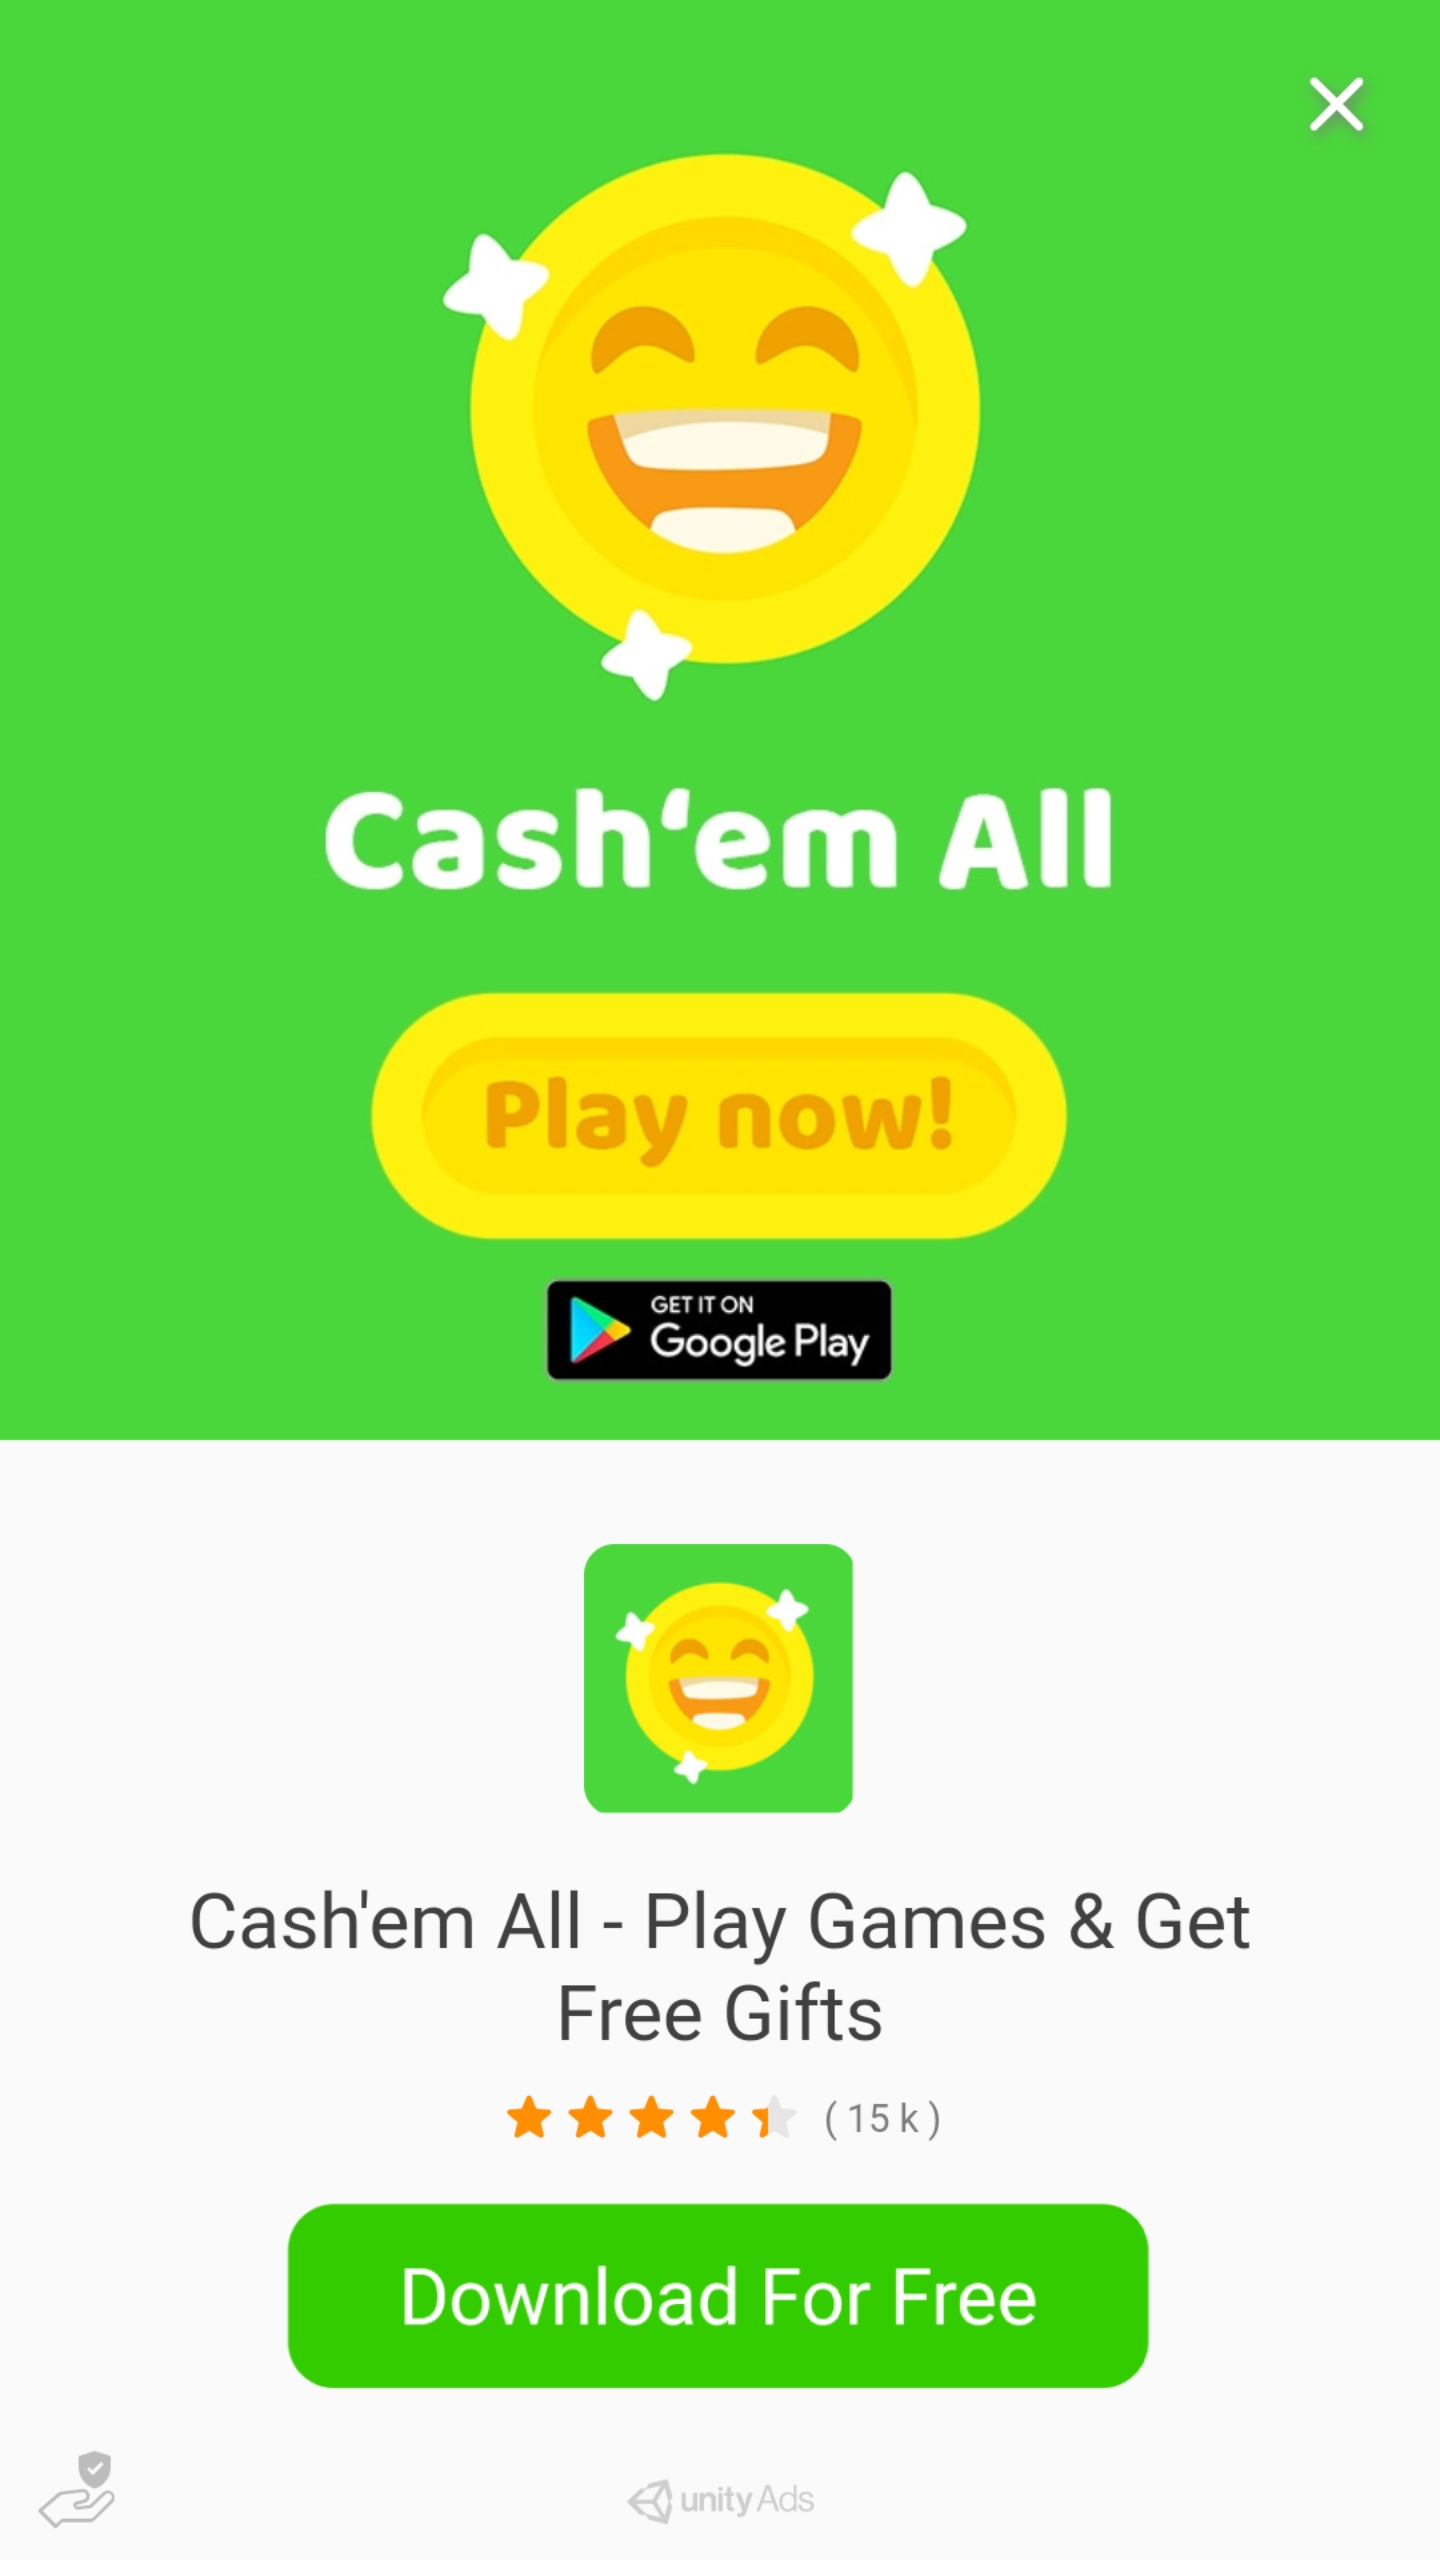 Cash‘em All
Play now!
GET IT ON
Google Play
Cash'em All - Play Games & Get
Free Gifts
( 15 k )
Download For Free
unity Ads